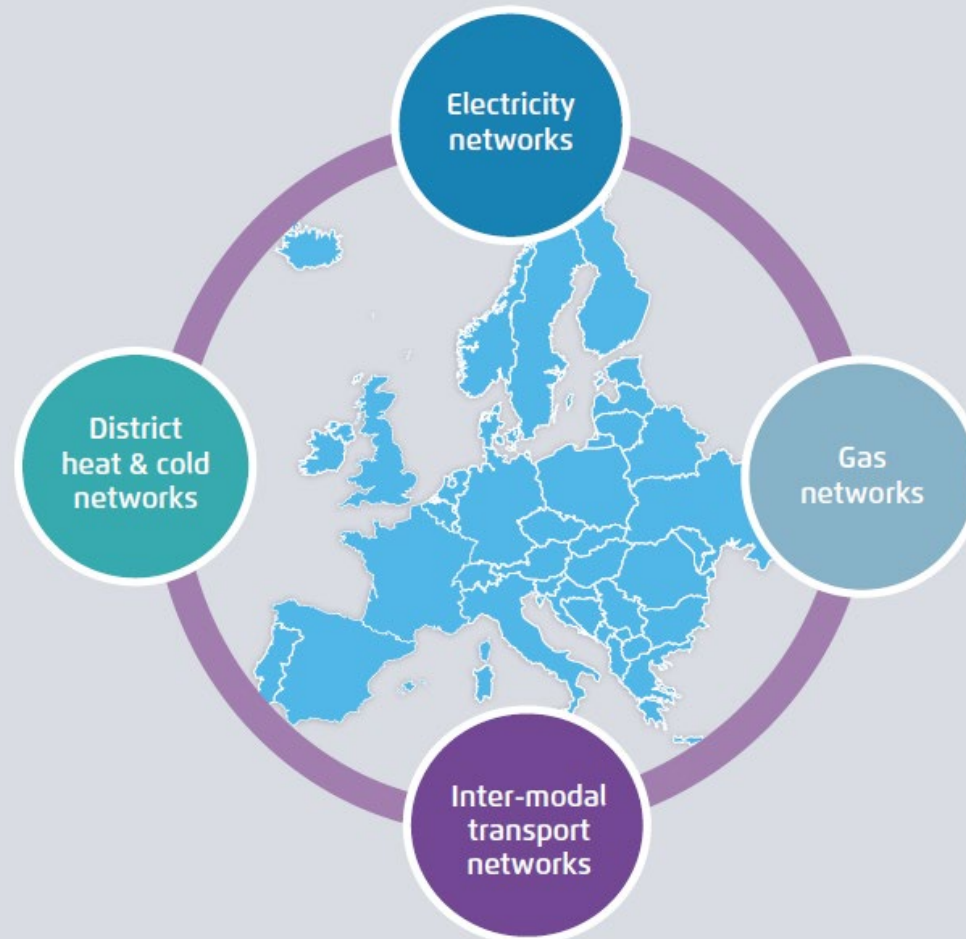 Electricity
networks
District
heat & cold
networks
Gas
networks
Inter-modal
transport
networks